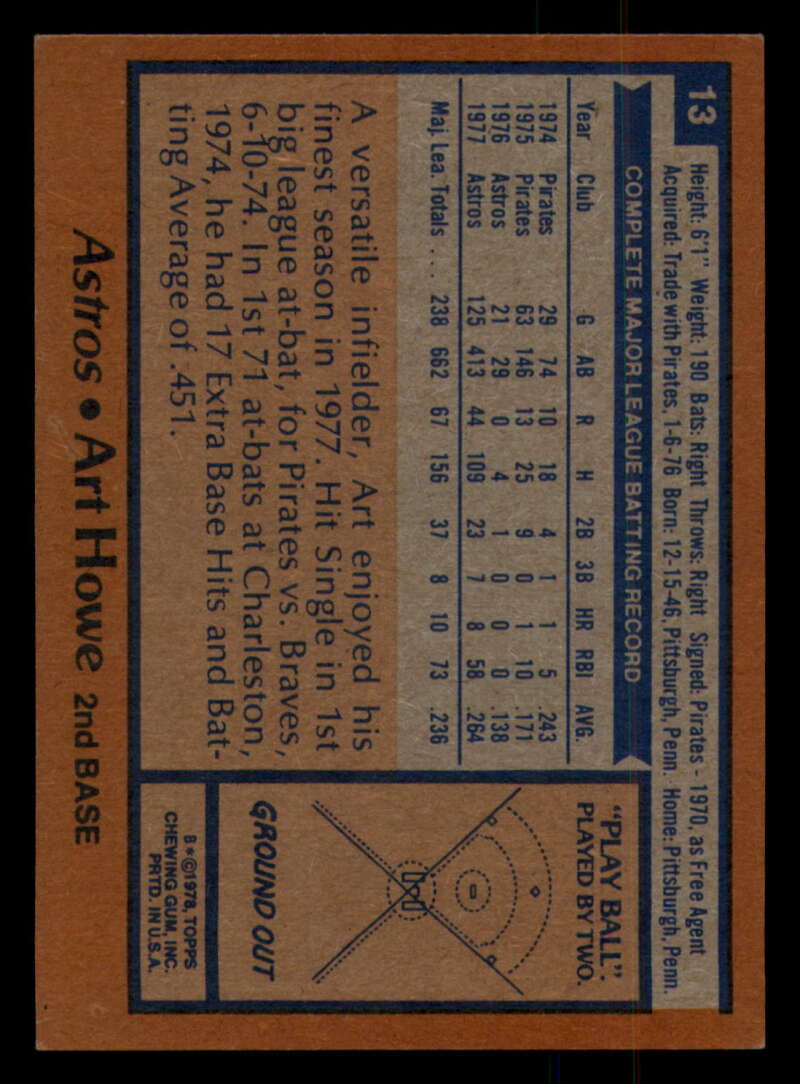 13
Height: 6'1" Weight: 190 Bats: Right Throws: Right Signed: Pirates - 1970, as Free Agent
Acquired: Trade with Pirates, 1-6-76 Born: 12-15-46, Pittsburgh, Penn. Home: Pittsburgh, Penn.
COMPLETE MAJOR LEAGUE BATTING RECORD
Year Club G AB R H 2B 3B HR RBI AVG.
1974 Pirates 29 74 10 18 4 1 1 5 .243
1975 Pirates 63 146 13 25 9 0 1 10 .171
1976 Astros 21 29 0 4 1 0 0 0 .138
1977 Astros 125 413 44 109 23 7 8 58 .264
Maj. Lea. Totals . . . 238 662 67 156 37 8 10 73 .236
A versatile infielder, Art enjoyed his
finest season in 1977. Hit Single in 1st
big league at-bat, for Pirates vs. Braves,
6-10-74. In 1st 71 at-bats at Charleston,
1974, he had 17 Extra Base Hits and Bat-
ting Average of .451.
Astros • Art Howe 2nd BASE
"PLAY BALL":
PLAYED BY TWO.
GROUND OUT
B*©1978, TOPPS
CHEWING GUM, INC.
PRTD. IN U.S.A.